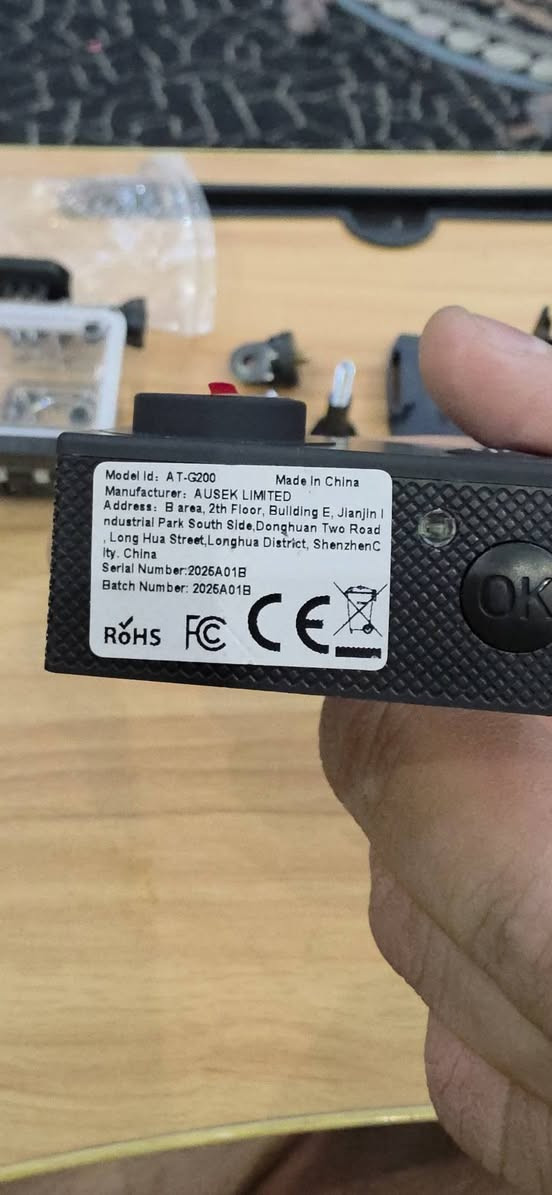 Model Id: AT-G200 Made In China
Manufacturer: AUSEK LIMITED
Address: B area, 2th Floor, Building E, Jianjin I
ndustrial Park South Side,Donghuan Two Road
, Long Hua Street,Longhua District, ShenzhenC
ity. China
Serial Number:2025A01B
Batch Number: 2025A01B
RoHS FC CE
OK